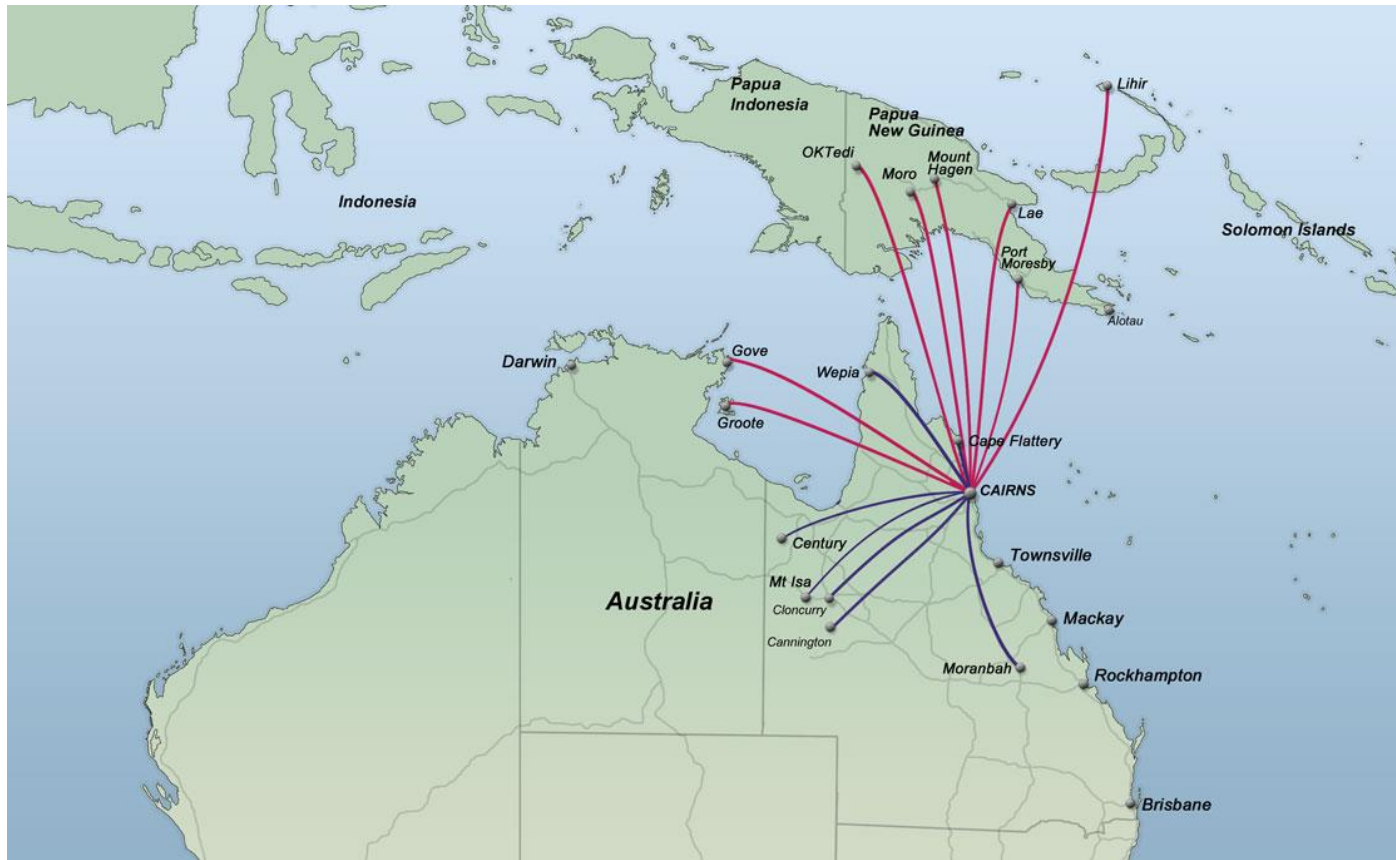 Papua
Indonesia
Papua
New Guinea
Lihir
OKTedi
Moro
Mount
Hagen
Lae
Indonesia
Solomon Islands
Port
Moresby
Alotau
Darwin
Gove
Wepia
Groote
Cape Flattery
CAIRNS
Century
Townsville
Mt Isa
Australia
Cloncurry
Mackay
Cannington
Moranbah
Rockhampton
Brisbane